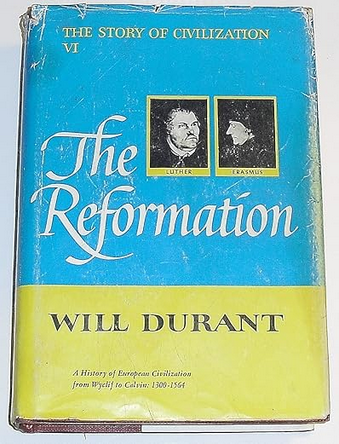 THE STORY OF CIVILIZATION
VI
LUTHER
ERASMUS
The
Reformation
WILL DURANT
A History of European Civilization
from Wyclif to Calvin: 1300-1564